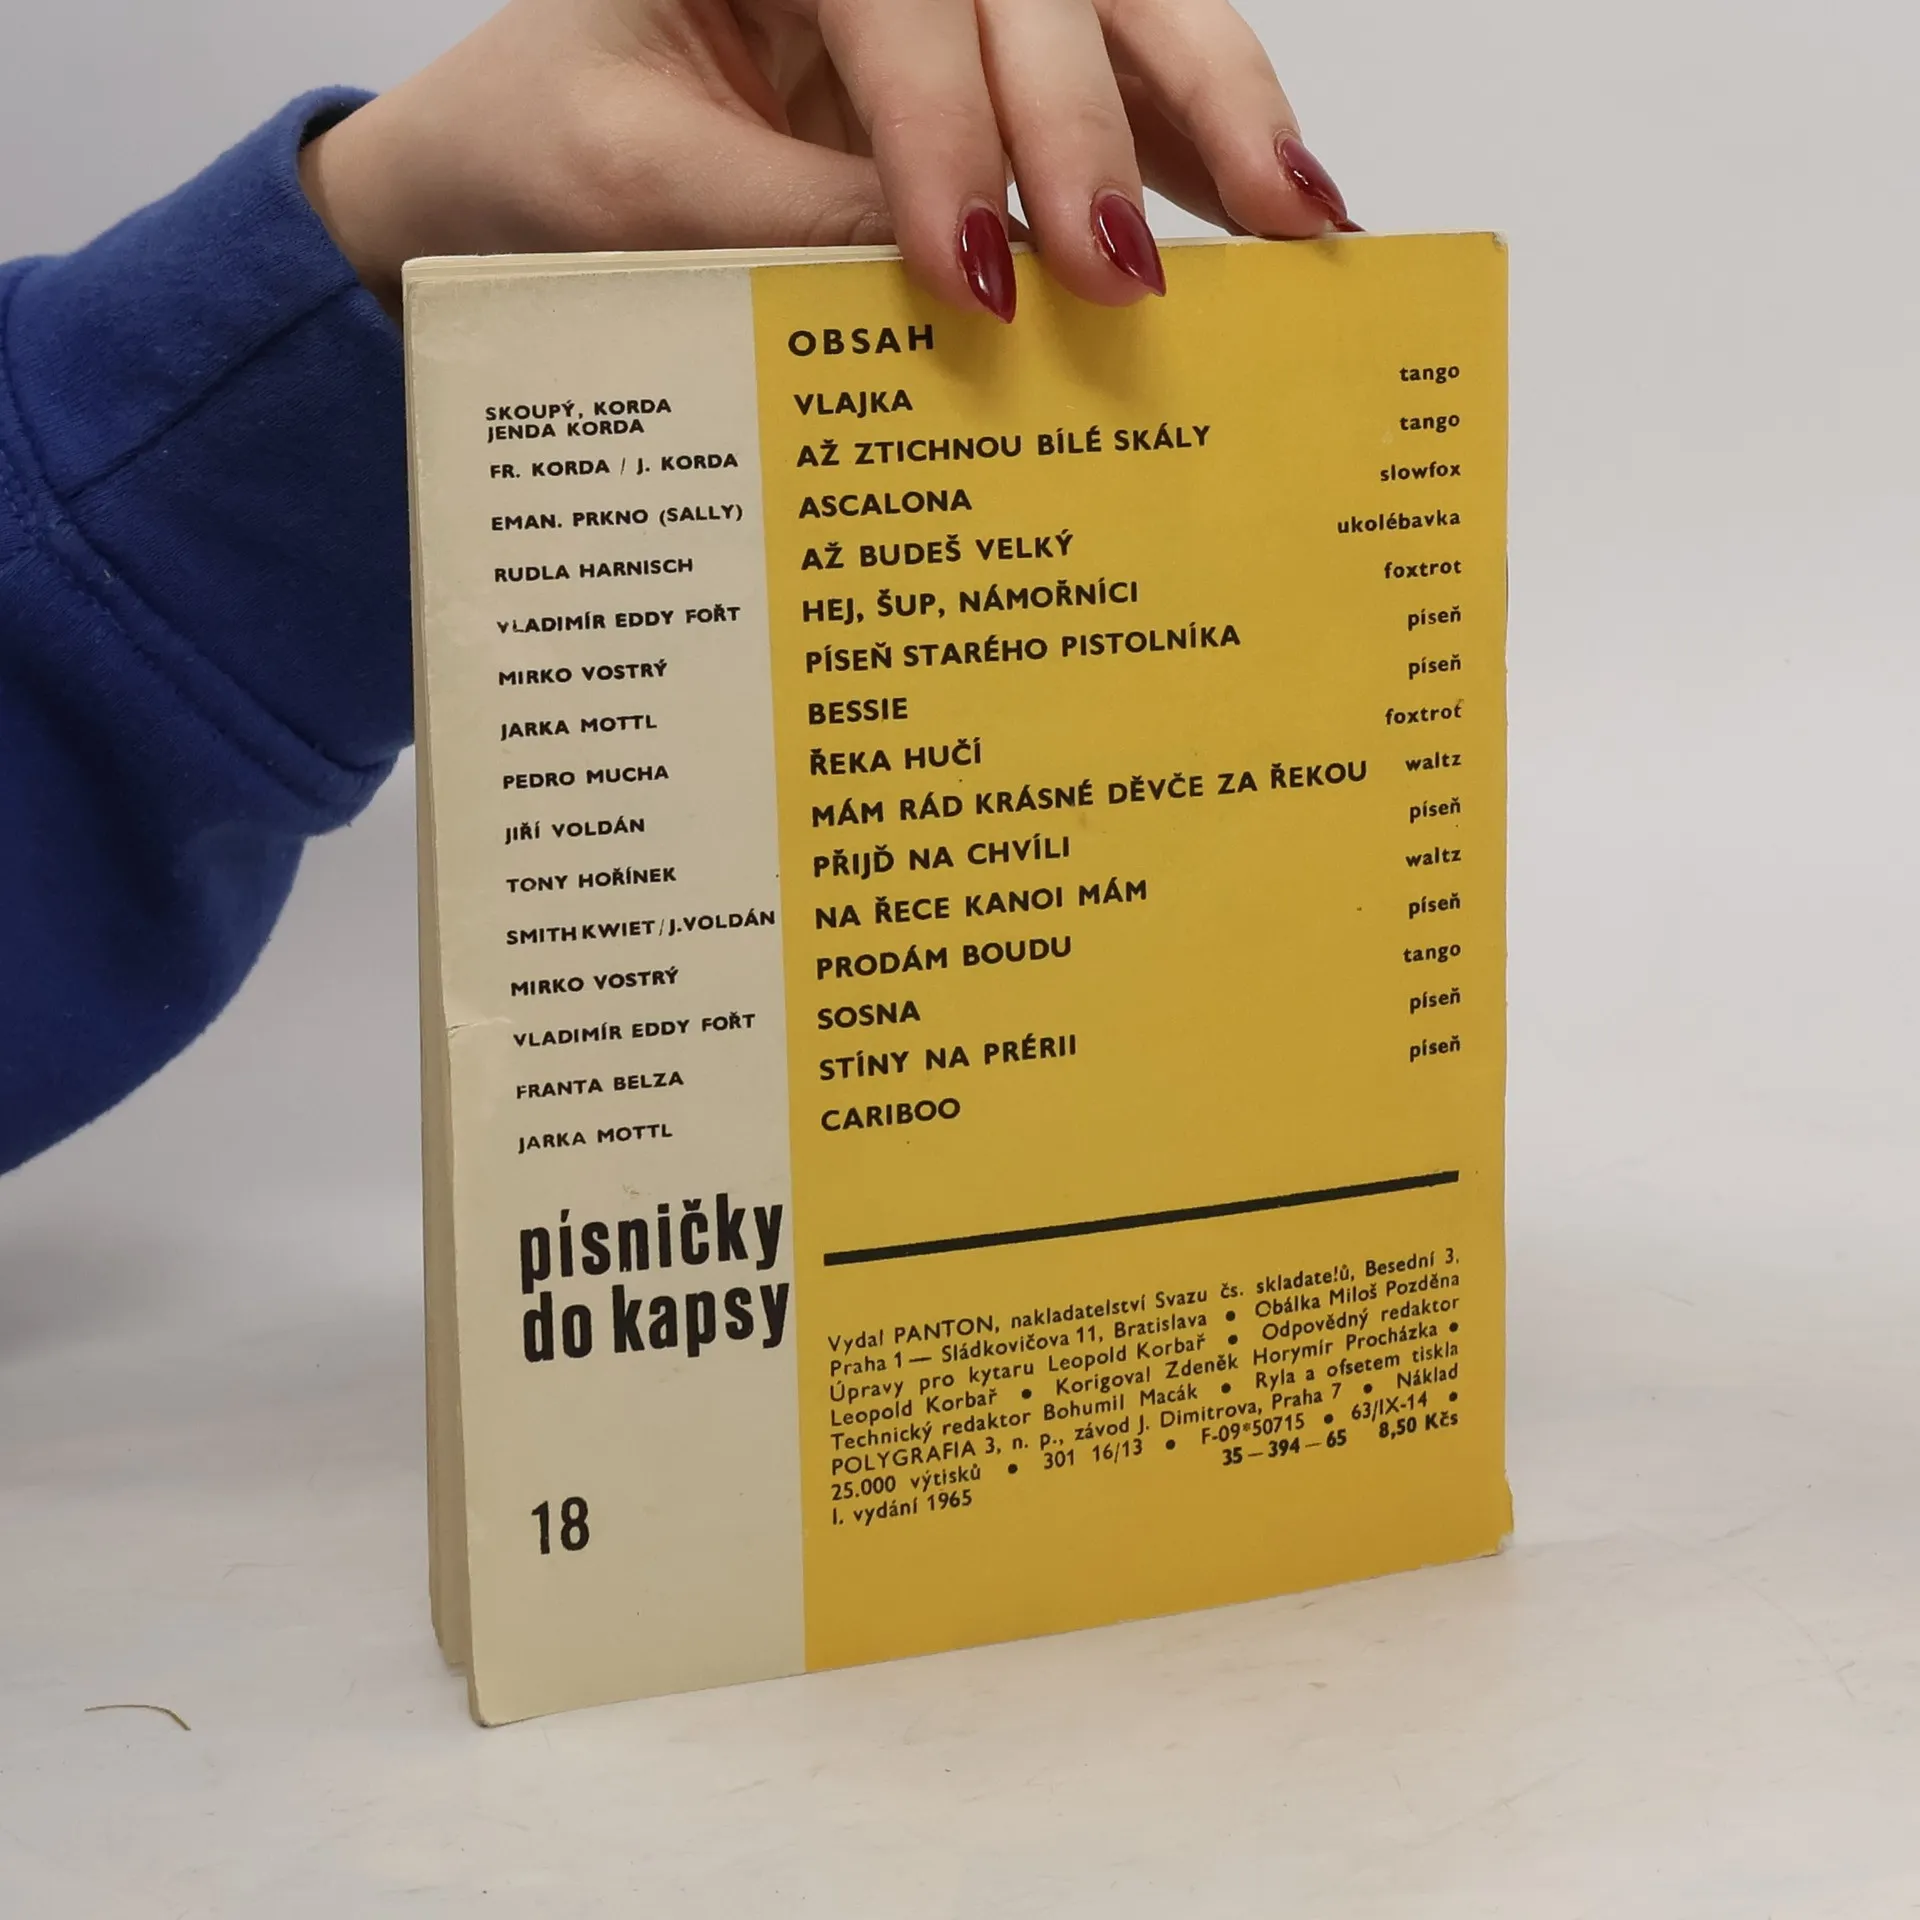 OBSAH
SKOUPÝ, KORDA
JENDA KORDA VLAJKA tango
FR. KORDA / J. KORDA AŽ ZTICHNOU BÍLÉ SKÁLY tango
EMAN. PRKNO (SALLY) ASCALONA slowfox
RUDLA HARNISCH AŽ BUDEŠ VELKÝ ukolébavka
VLADIMÍR EDDY FOŘT HEJ, ŠUP, NÁMOŘNÍCI foxtrot
MIRKO VOSTRÝ PÍSEŇ STARÉHO PISTOLNÍKA píseň
JARKA MOTTL BESSIE píseň
PEDRO MUCHA ŘEKA HUČÍ foxtrot
JIŘÍ VOLDÁN MÁM RÁD KRÁSNÉ DĚVČE ZA ŘEKOU waltz
TONY HOŘÍNEK PŘIJĎ NA CHVÍLI píseň
SMITH KWIET / J. VOLDÁN NA ŘECE KANOI MÁM waltz
MIRKO VOSTRÝ PRODÁM BOUDU píseň
VLADIMÍR EDDY FOŘT SOSNA tango
FRANTA BELZA STÍNY NA PRÉRII píseň
JARKA MOTTL CARIBOO píseň
písničky
do kapsy
18
Vydal PANTON, nakladatelství Svazu čs. skladatelů, Besední 3,
Praha 1 — Sládkovičova 11, Bratislava • Obálka Miloš Pozděna
Úpravy pro kytaru Leopold Korbař • Odpovědný redaktor
Leopold Korbař • Korigoval Zdeněk Horymír Procházka •
Technický redaktor Bohumil Macák • Ryla a ofsetem tiskla
POLYGRAFIA 3, n. p., závod J. Dimitrova, Praha 7 • Náklad
25.000 výtisků • 301 16/13 • F-09*50715 • 63/IX-14 •
I. vydání 1965 35 — 394 — 65 8,50 Kčs